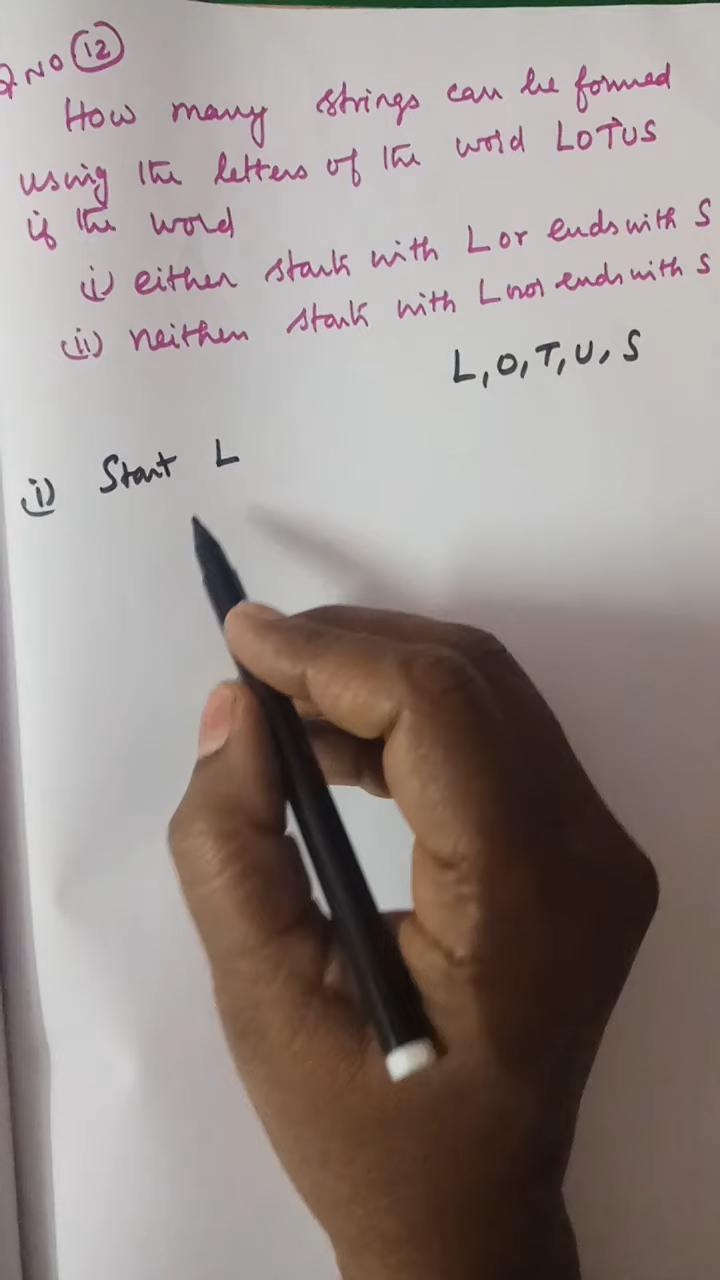 Q NO 12
How many strings can be formed
using the letters of the word LOTUS
if the word
(i) either starts with L or ends with S
(ii) neither starts with L nor ends with S
L, O, T, U, S
(i) Start L